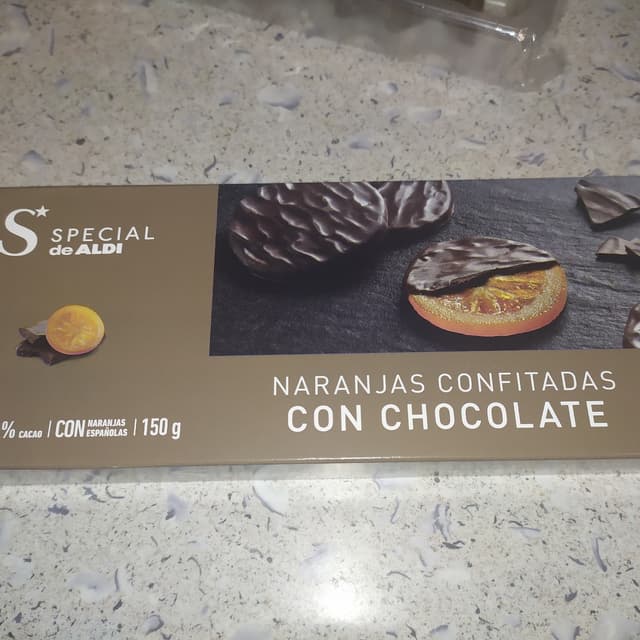 S* SPECIAL
de ALDI
NARANJAS CONFITADAS
CON CHOCOLATE
% CACAO | CON NARANJAS ESPAÑOLAS | 150 g